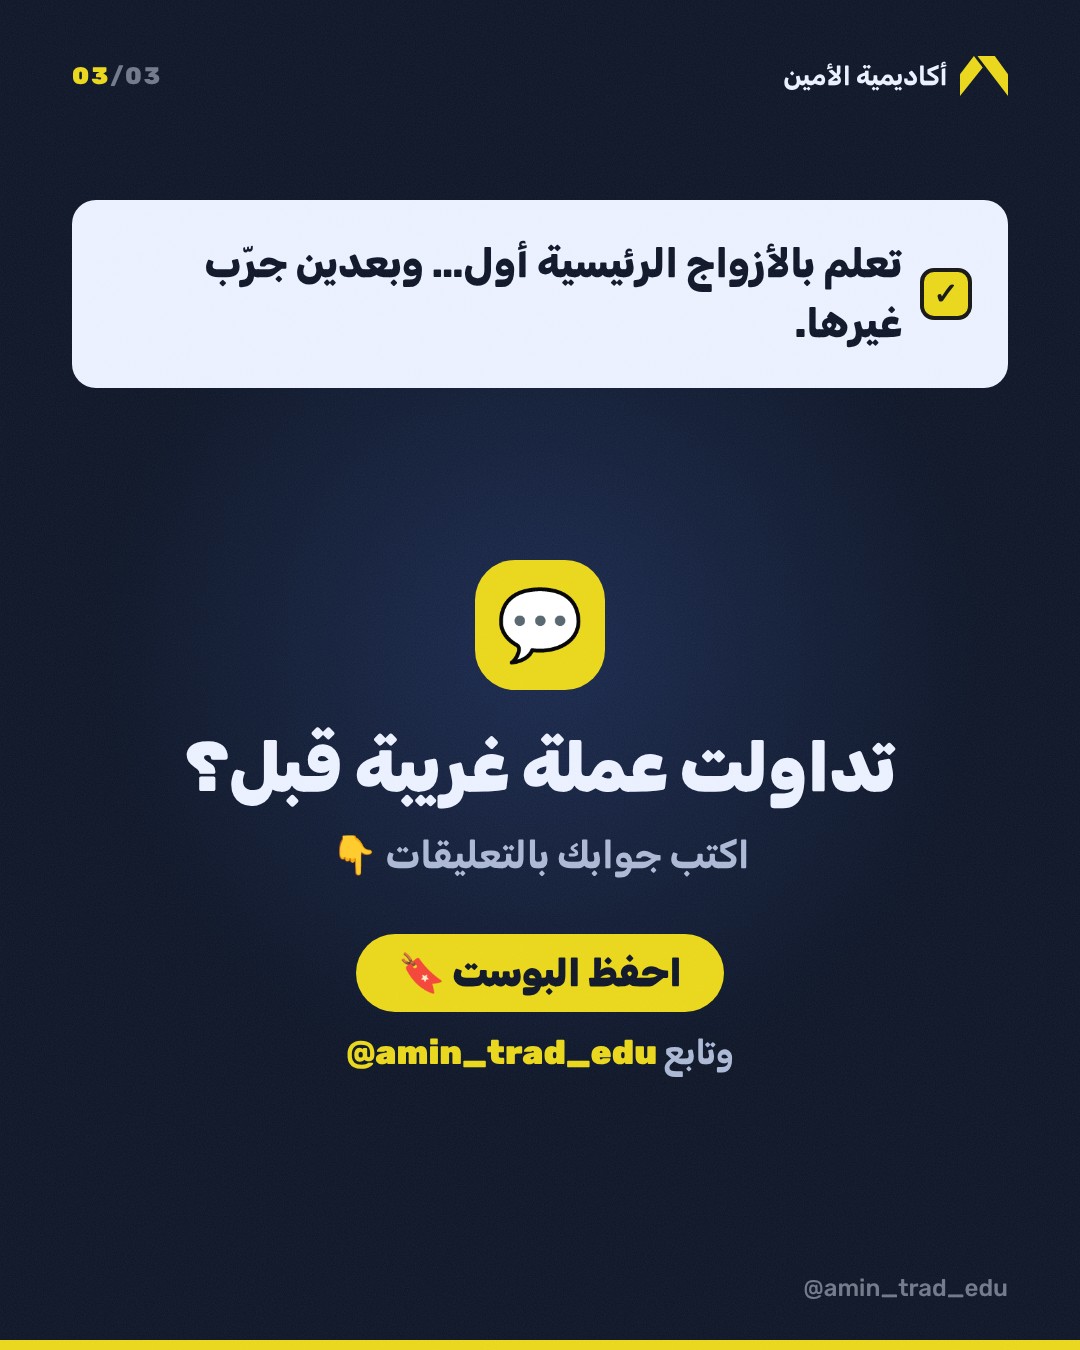 أكاديمية الأمين
03/03
تعلم بالأزواج الرئيسية أول... وبعدين جرّب
غيرها.
تداولت عملة غريبة قبل؟
اكتب جوابك بالتعليقات 👇
احفظ البوست 🔖
وتابع @amin_trad_edu
@amin_trad_edu